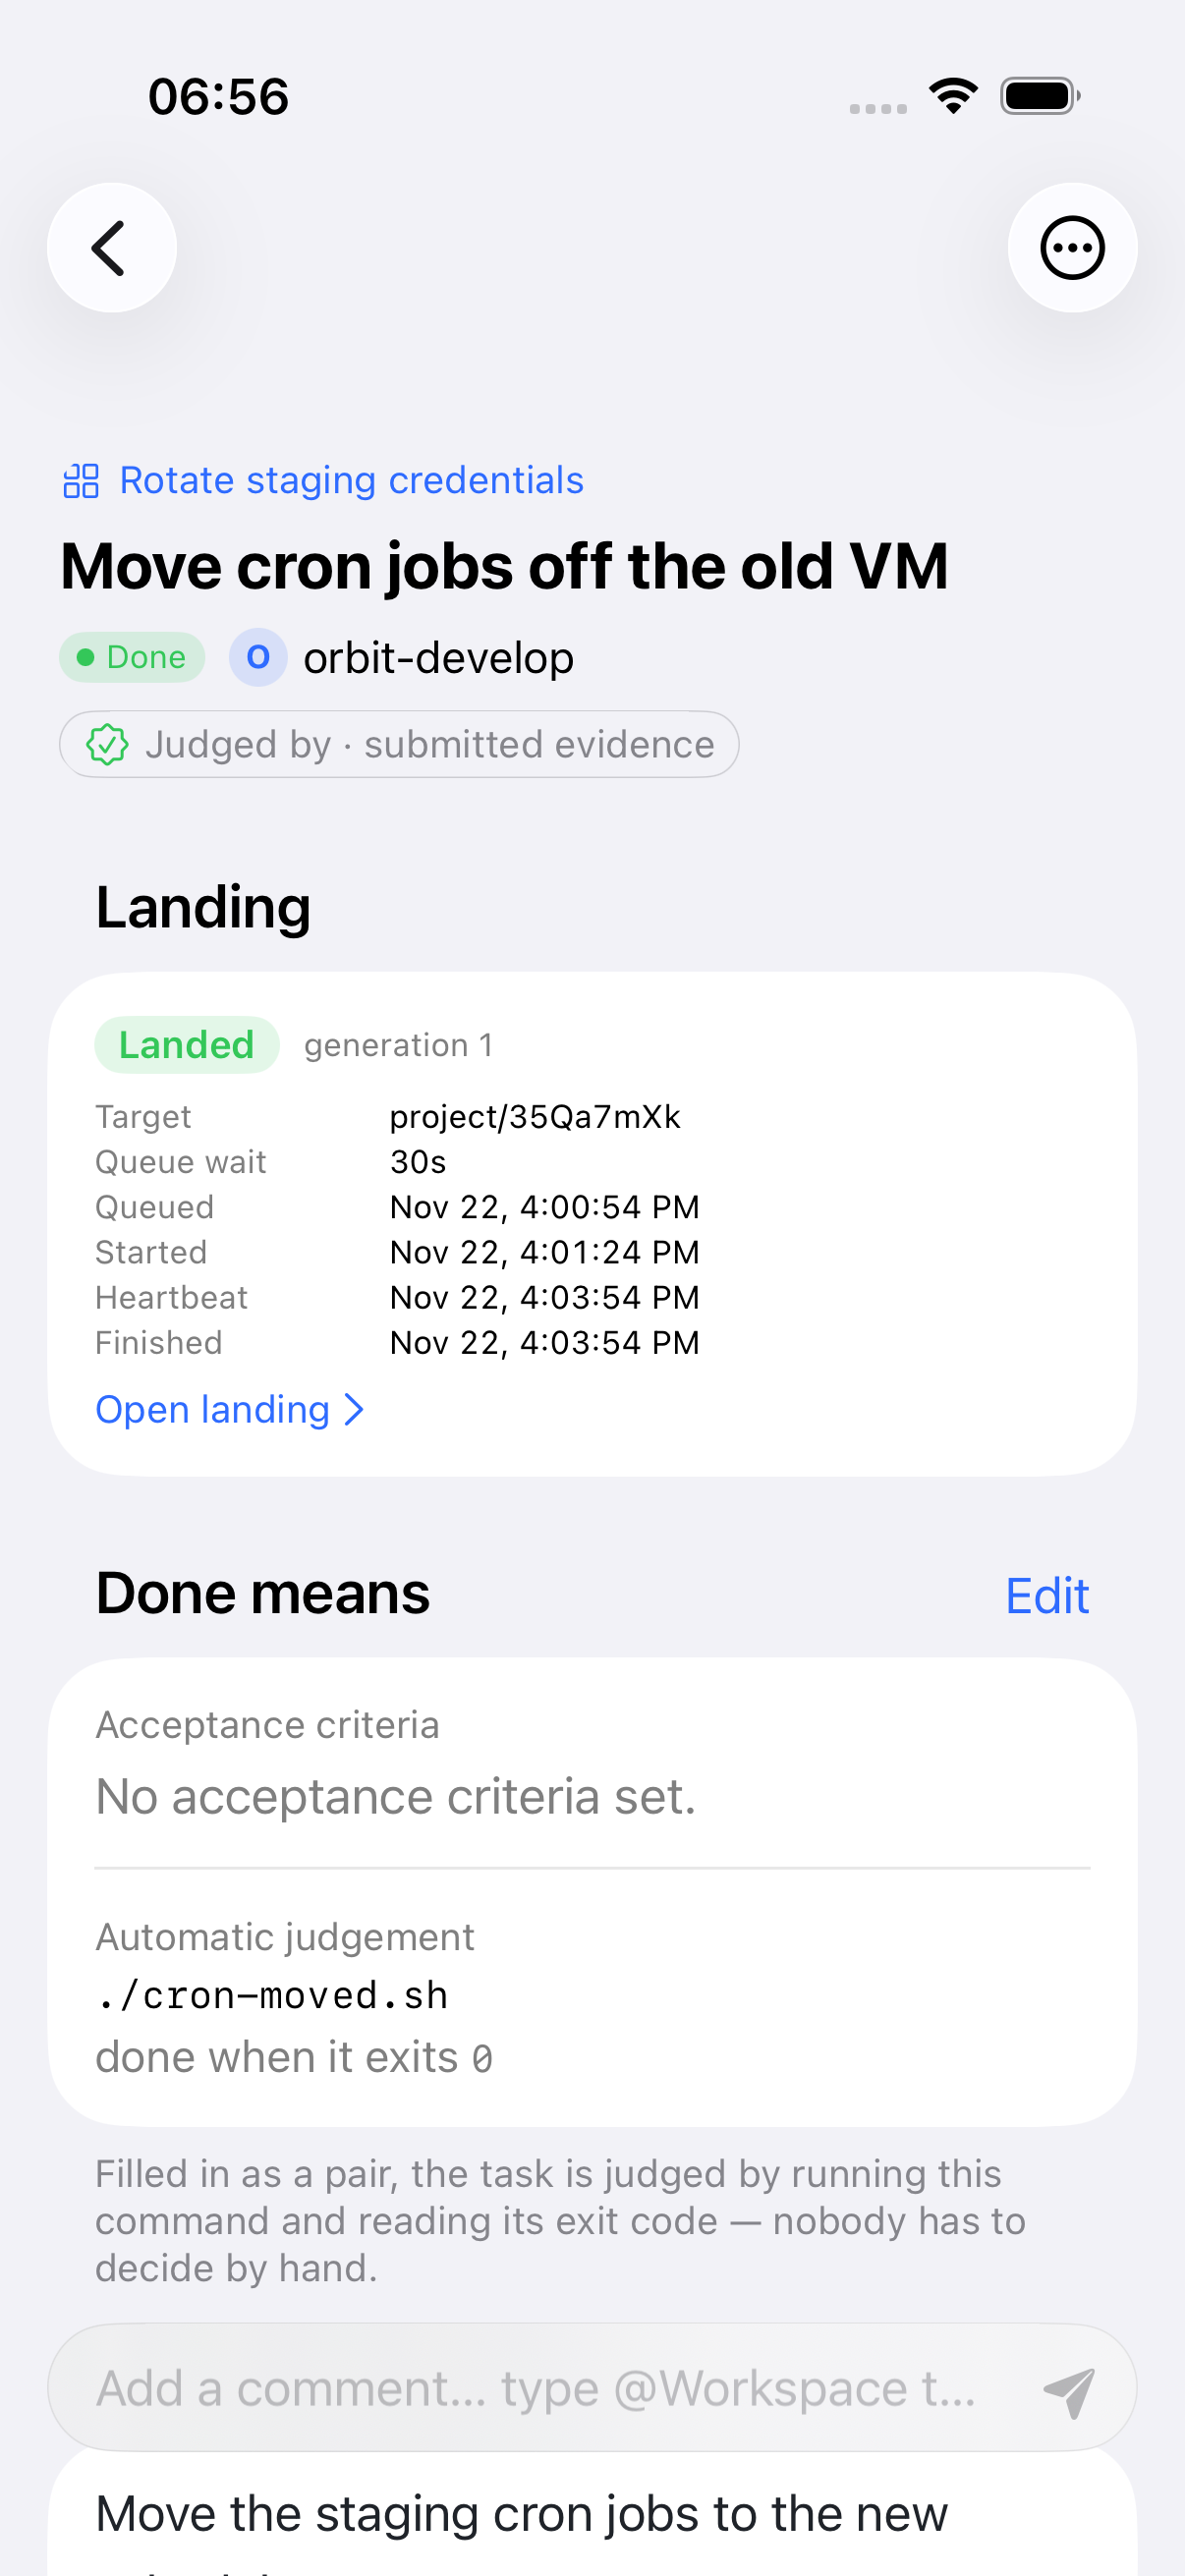 06:56
Rotate staging credentials
Move cron jobs off the old VM
Done
O orbit-develop
Judged by · submitted evidence
Landing
Landed generation 1
Target project/35Qa7mXk
Queue wait 30s
Queued Nov 22, 4:00:54 PM
Started Nov 22, 4:01:24 PM
Heartbeat Nov 22, 4:03:54 PM
Finished Nov 22, 4:03:54 PM
Open landing
Done means Edit
Acceptance criteria
No acceptance criteria set.
Automatic judgement
./cron-moved.sh
done when it exits 0
Filled in as a pair, the task is judged by running this
command and reading its exit code — nobody has to
decide by hand.
Add a comment... type @Workspace t...
Move the staging cron jobs to the new